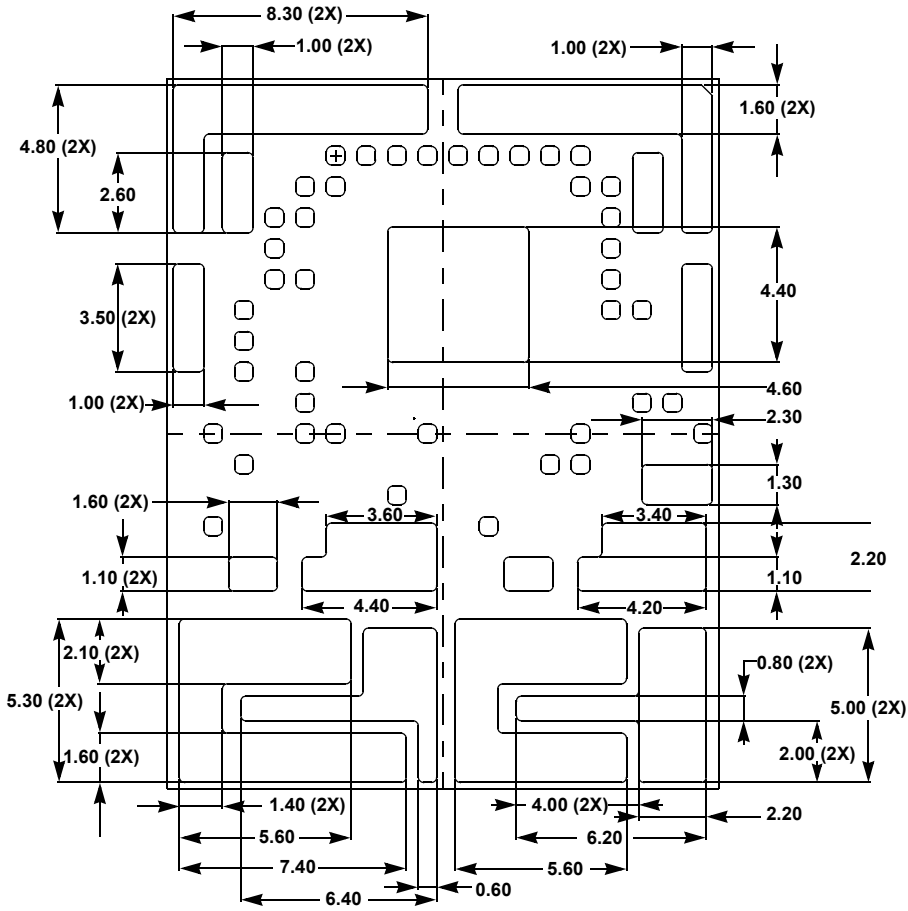 8.30 (2X)
1.00 (2X)
1.00 (2X)
1.60 (2X)
4.80 (2X)
2.60
4.40
3.50 (2X)
4.60
1.00 (2X)
2.30
1.30
1.60 (2X)
3.60
3.40
2.20
1.10 (2X)
1.10
4.40
4.20
2.10 (2X)
0.80 (2X)
5.30 (2X)
5.00 (2X)
1.60 (2X)
2.00 (2X)
1.40 (2X)
4.00 (2X)
2.20
5.60
6.20
7.40
5.60
0.60
6.40